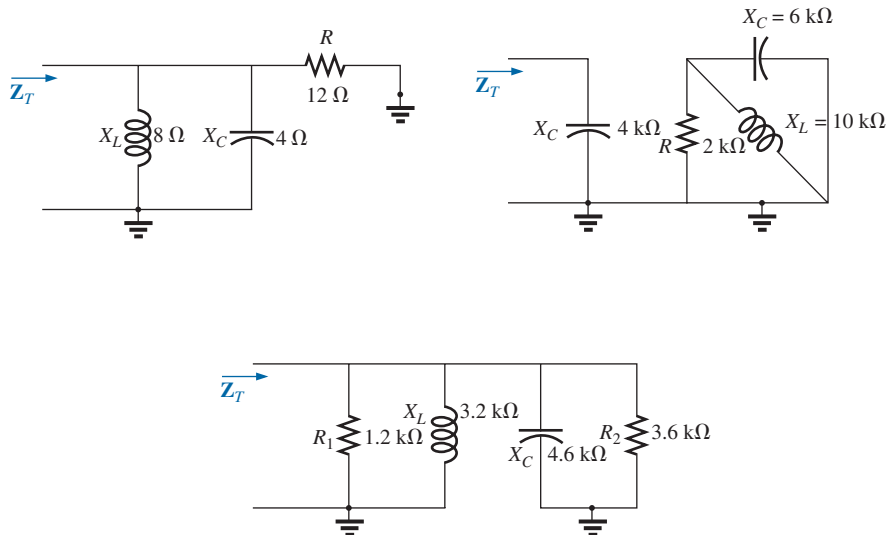 Z_T
R
12 Ω
X_L
8 Ω
X_C
4 Ω
Z_T
X_C = 6 kΩ
X_C
4 kΩ
R
2 kΩ
X_L = 10 kΩ
Z_T
R_1
1.2 kΩ
X_L
3.2 kΩ
X_C
4.6 kΩ
R_2
3.6 kΩ